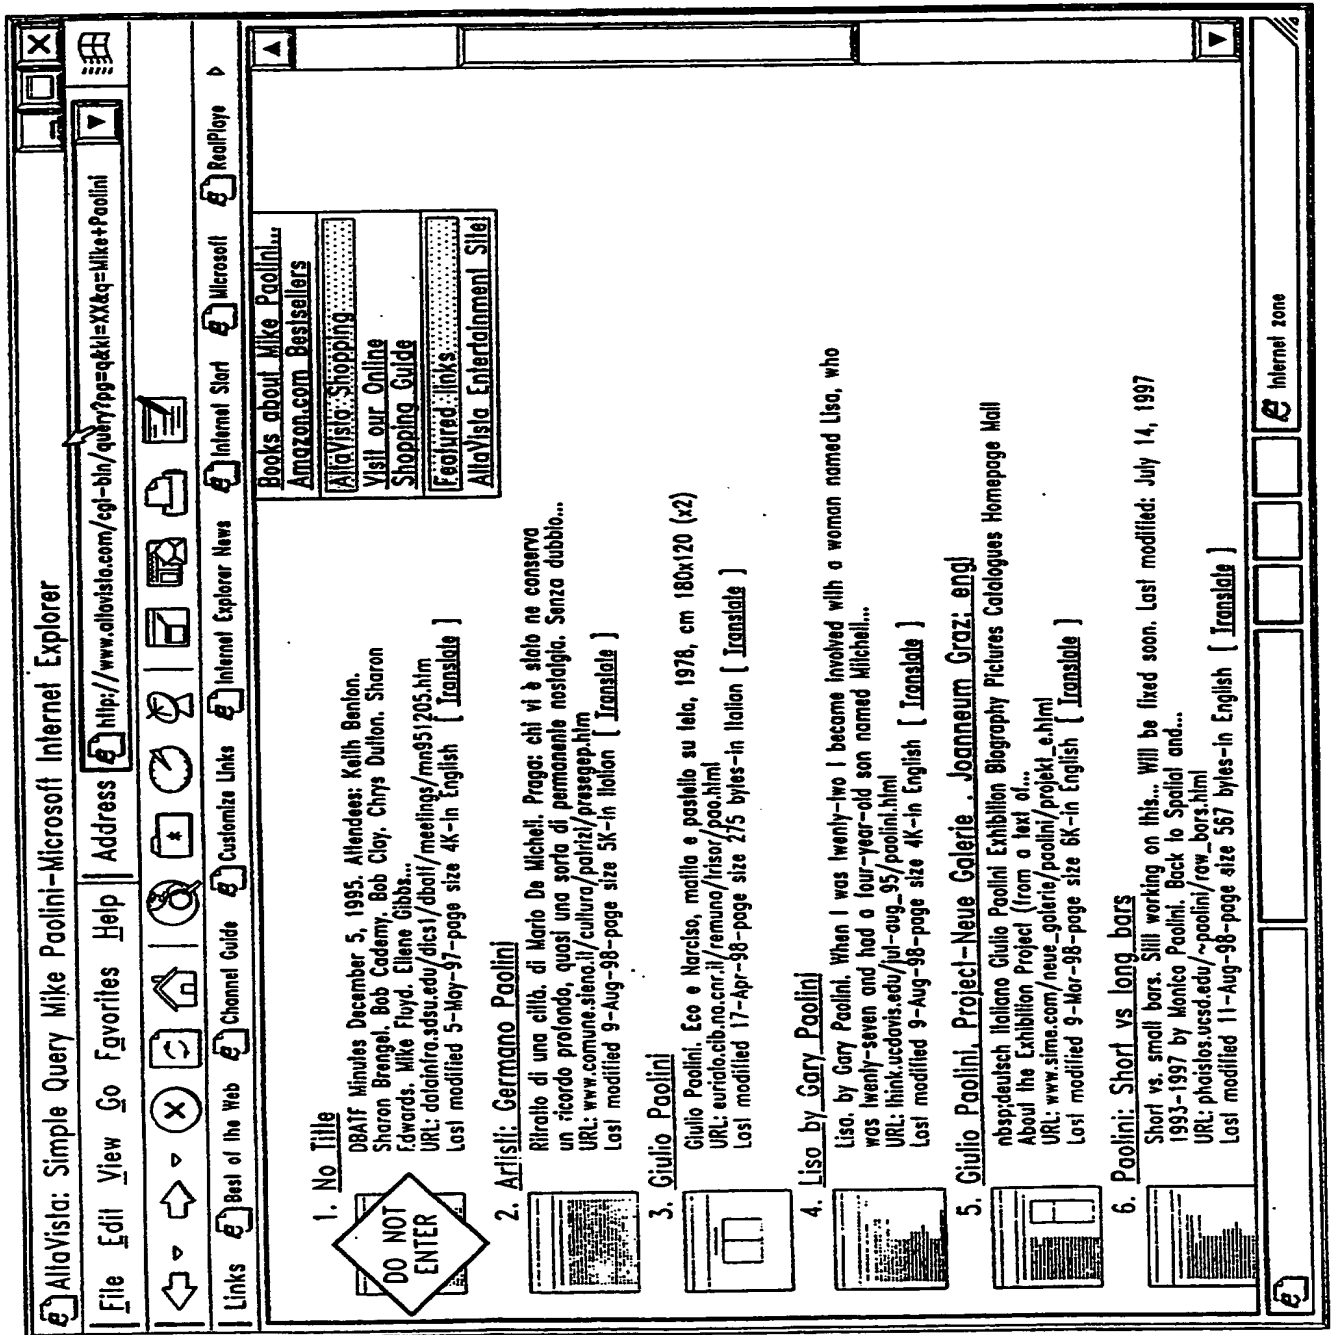 AltaVista: Simple Query Mike Paolini-Microsoft Internet Explorer
File Edit View Go Favorites Help Address http://www.altavista.com/cgi-bin/query?pg=q&kl=XX&q=Mike+Paolini
Links Best of the Web Channel Guide Customize Links Internet Explorer News Internet Start Microsoft RealPlaye
Books about Mike Paolini...
Amazon.com Bestsellers
AltaVista Shopping
Visit our Online
Shopping Guide
Featured links
AltaVista Entertainment Site!
1. No Title
DO NOT
ENTER
DBATF Minutes December 5, 1995. Attendees: Keith Benton.
Sharon Brengel. Bob Cademy. Bob Clay. Chrys Dutton. Sharon
Edwards. Mike Fluyd. Ellene Gibbs...
URL: datainfra.sdsu.edu/dics1/dbatf/meetings/mn951205.htm
Last modified 5-May-97-page size 4K-in English [ Translate ]
2. Artisti: Germano Paolini
Ritratto di una città. di Mario De Micheli. Praga: chi vi è stato ne conserva
un ricordo profondo, quasi una sorta di permanente nostalgia. Senza dubbio...
URL: www.comune.siena.it/cultura/patrizi/presegep.htm
Last modified 9-Aug-98-page size 5K-in Italian [ Translate ]
3. Giulio Paolini
Giulio Paolini. Eco e Narciso, matita e pastello su tela, 1978, cm 180x120 (x2)
URL: eurialo.cib.na.cnr.it/remuna/irisor/pao.html
Last modified 17-Apr-98-page size 275 bytes-in Italian [ Translate ]
4. Lisa by Gary Paolini
Lisa. by Gary Paolini. When I was twenty-two I became involved with a woman named Lisa, who
was twenty-seven and had a four-year-old son named Mitchell...
URL: think.ucdavis.edu/jul-aug_95/paolini.html
Last modified 9-Aug-98-page size 4K-in English [ Translate ]
5. Giulio Paolini. Project-Neue Galerie . Joanneum Graz; engl
nbsp;deutsch Italiano Giulio Paolini Exhibition Biography Pictures Catalogues Homepage Mail
About the Exhibition Project (from a text of...
URL: www.sime.com/neue_galerie/paolini/projekt_e.html
Last modified 9-Mar-98-page size 6K-in English [ Translate ]
6. Paolini: Short vs long bars
Short vs. small bars. Still working on this... Will be fixed soon. Last modified: July 14, 1997
1993-1997 by Monica Paolini. Back to Spatial and...
URL: phaistos.ucsd.edu/~paolini/raw_bars.html
Last modified 11-Aug-98-page size 567 bytes-in English [ Translate ]
Internet zone